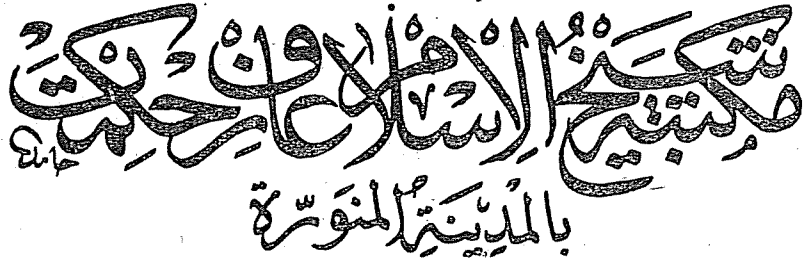 مكتبة شيخ الإسلام عارف حكمت
بالمدينة المنورة